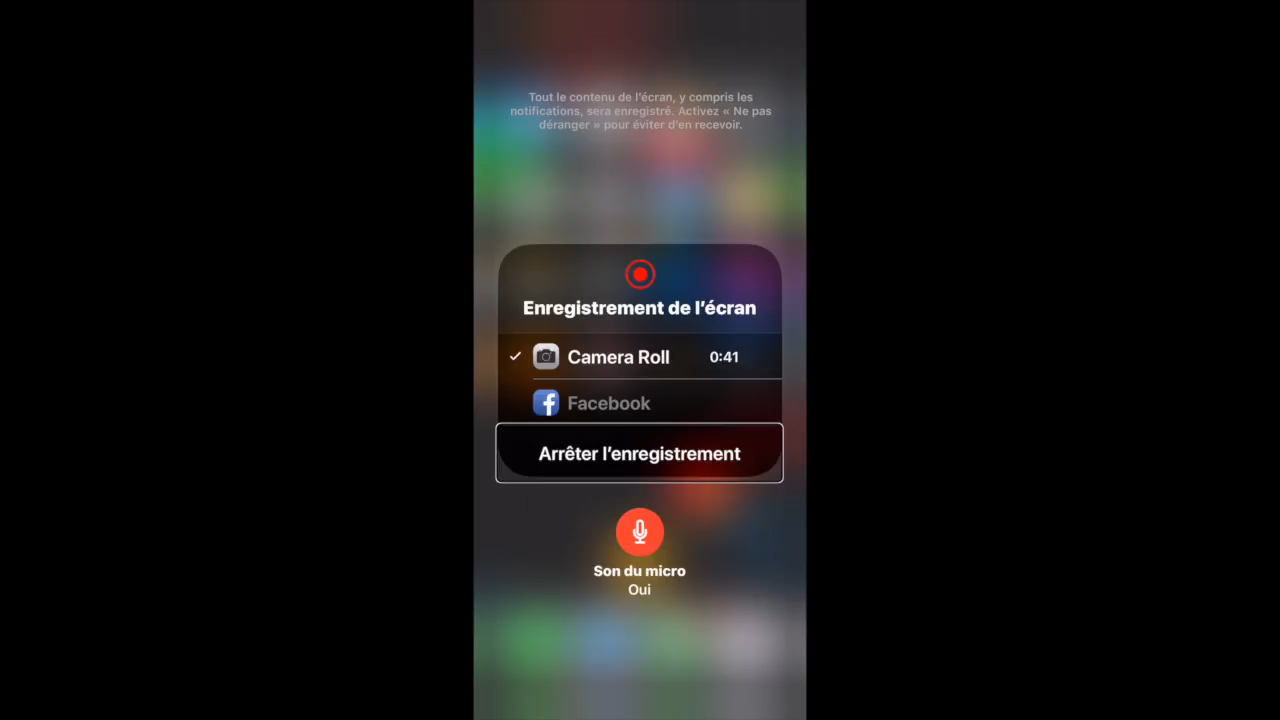 Tout le contenu de l'écran, y compris les
notifications, sera enregistré. Activez « Ne pas
déranger » pour éviter d'en recevoir.
Enregistrement de l'écran
Camera Roll 0:41
Facebook
Arrêter l'enregistrement
Son du micro
Oui